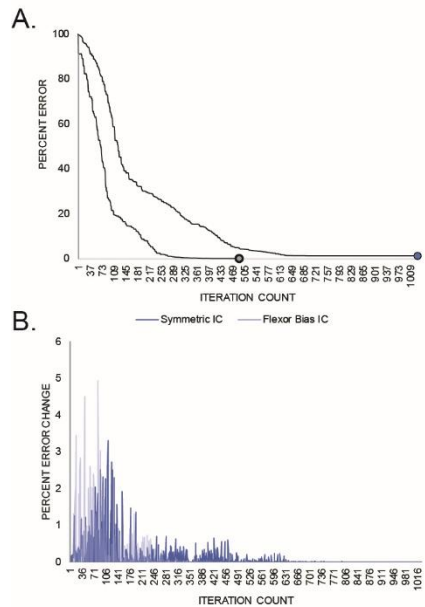 A.
100
80
60
40
20
0
PERCENT ERROR
1 37 73 109 145 181 217 253 289 325 361 397 433 469 505 541 577 613 649 685 721 757 793 829 865 901 937 973 1009
ITERATION COUNT
Symmetric IC Flexor Bias IC
B.
6
5
4
3
2
1
0
PERCENT ERROR CHANGE
1 36 71 106 141 176 211 246 281 316 351 386 421 456 491 526 561 596 631 666 701 736 771 806 841 876 911 946 981 1016
ITERATION COUNT